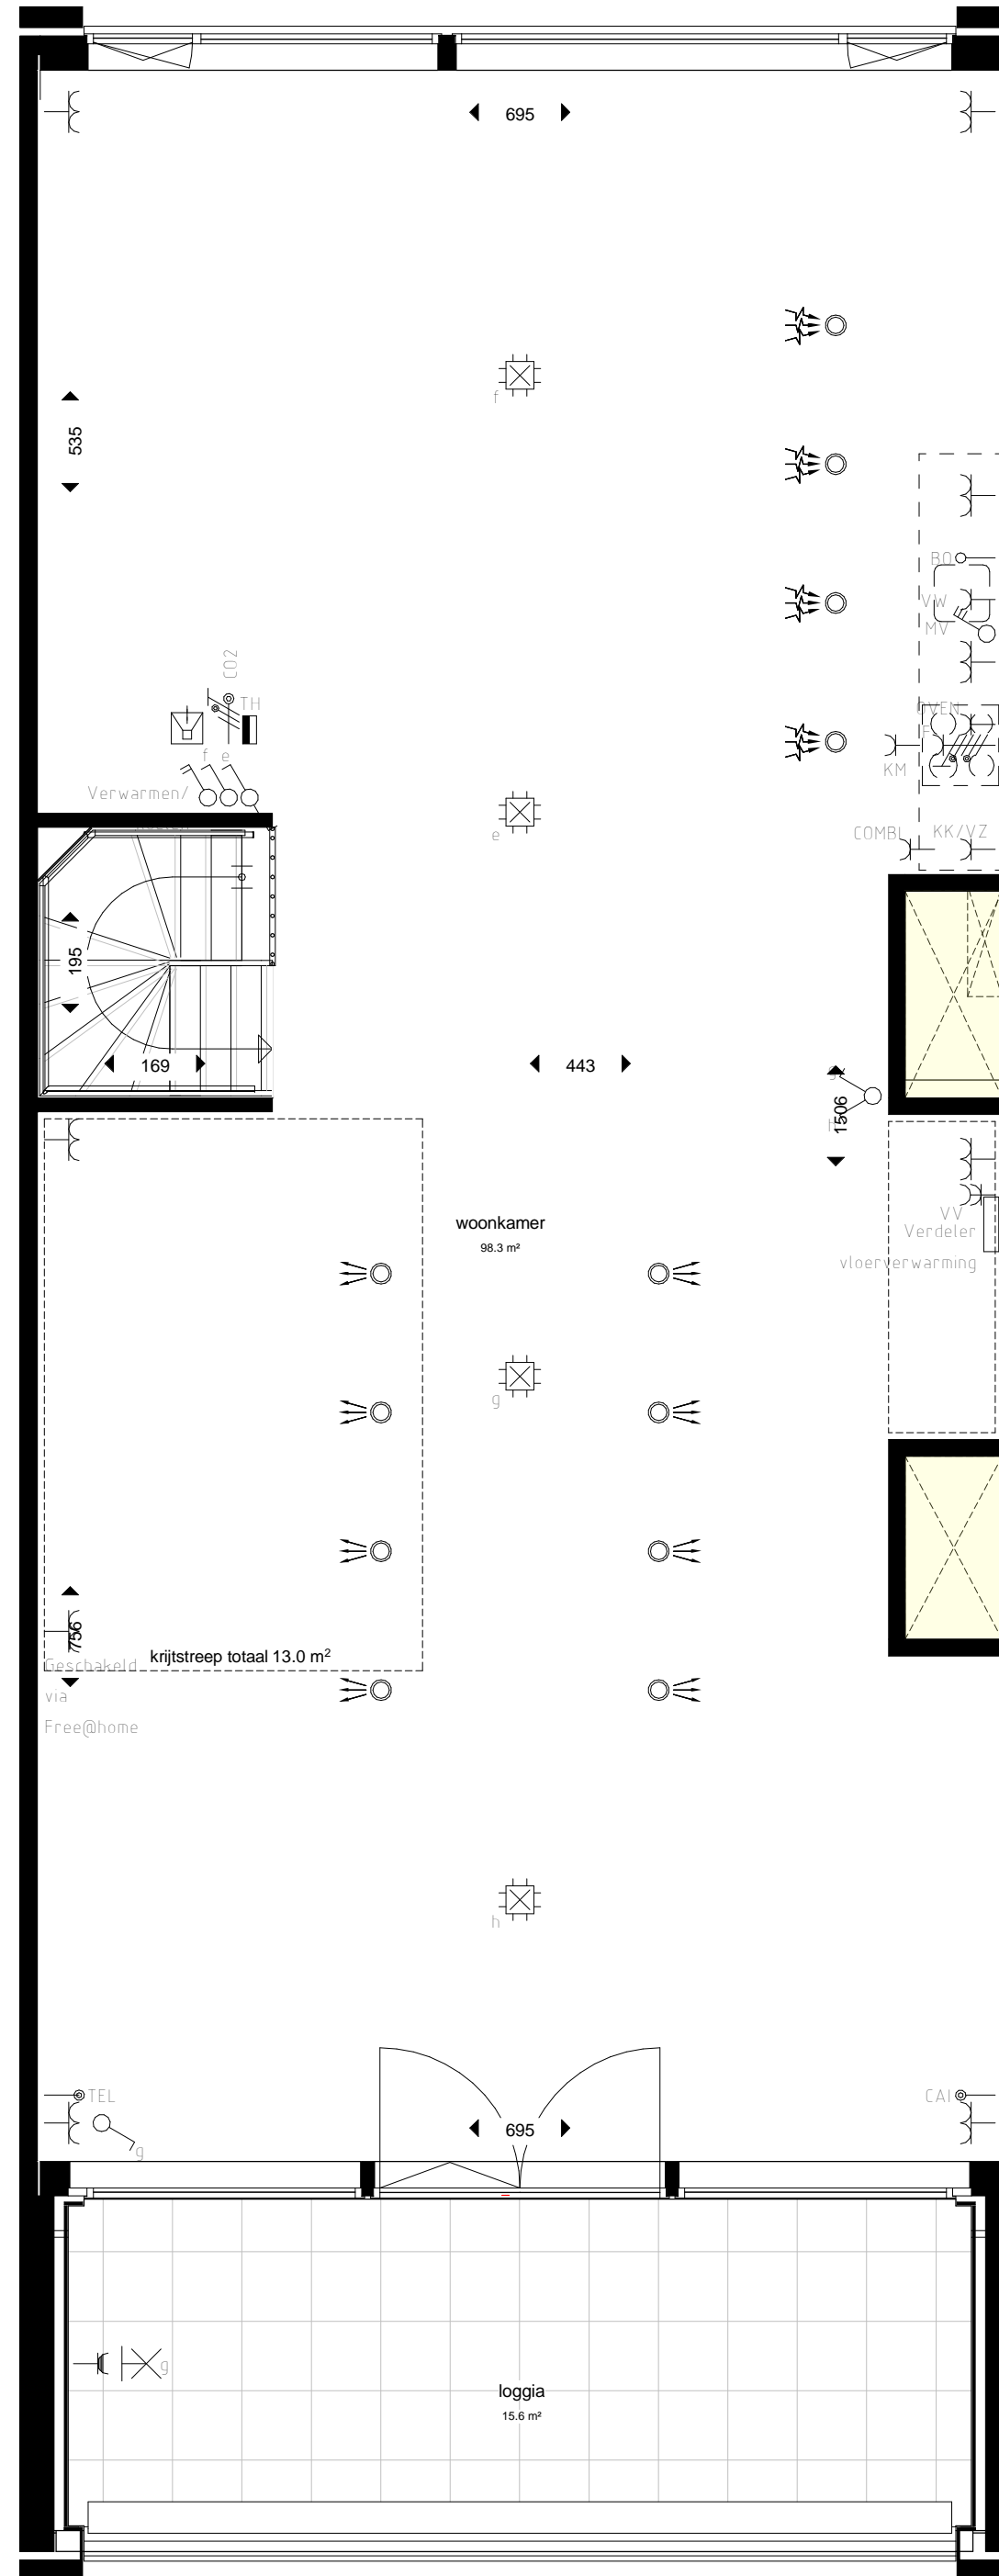 695
f
535
BO
VW
MV
CO2
TH
OVEN
f e
KM
Verwarmen/
e
COMBI
KK/VZ
195
169
443
1506
woonkamer
98.3 m²
VV
Verdeler
vloerverwarming
g
756
krijtstreep totaal 13.0 m²
Geschakeld
via
Free@home
h
TEL
CAI
g
695
g
loggia
15.6 m²